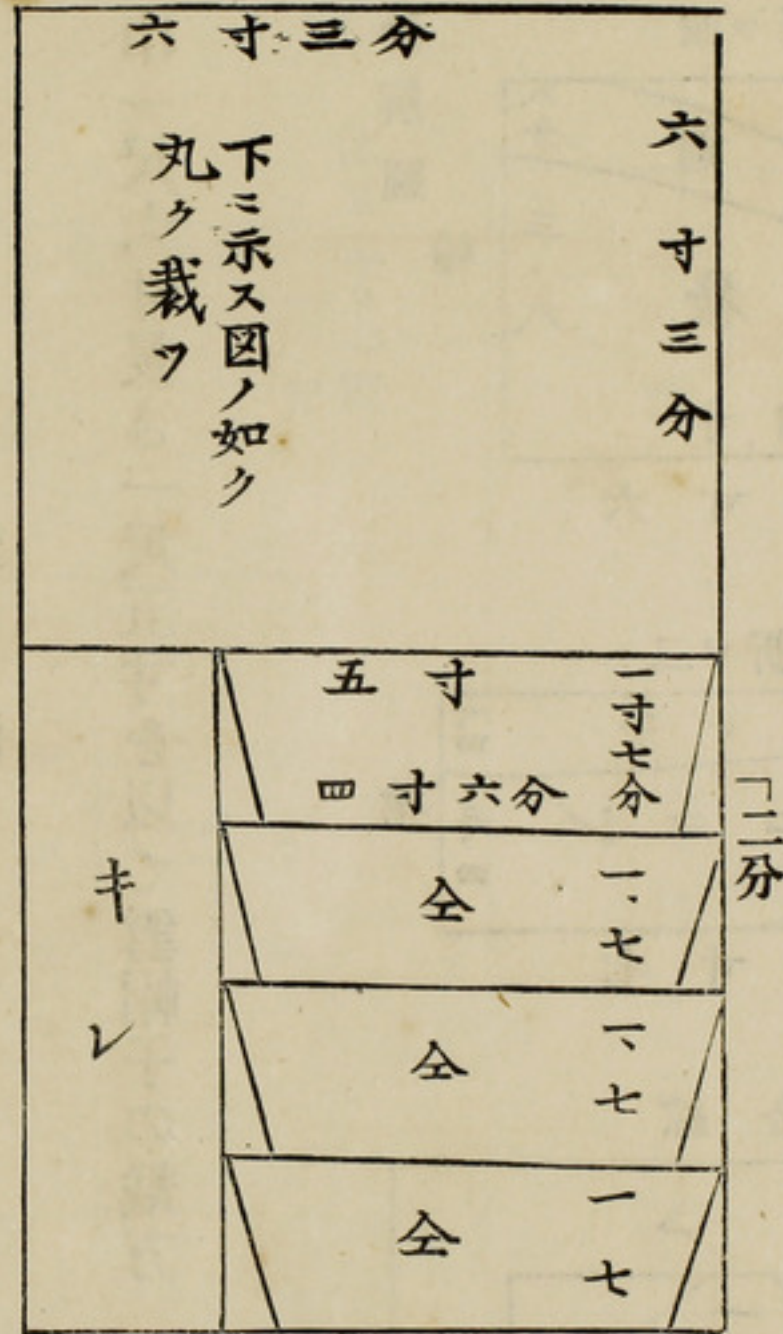 六寸三分
六寸三分
下ニ示ス図ノ如ク
丸ク裁ツ
五寸
一寸七分
四寸六分
二分
仝
一、七
仝
一、七
仝
一七
キレ